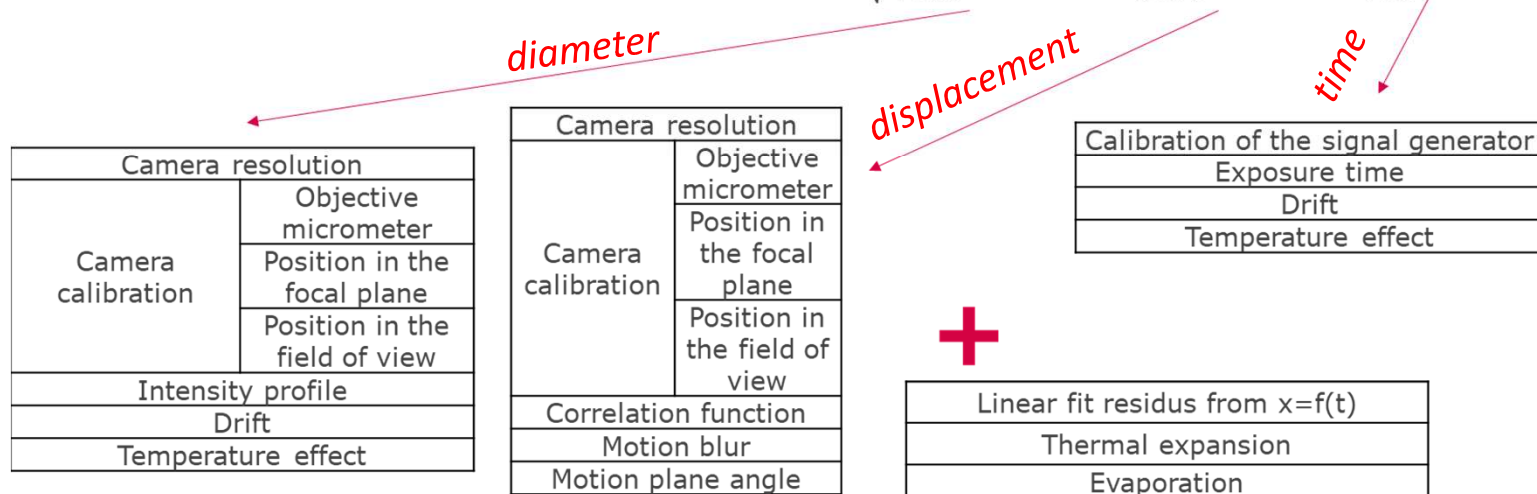 diameter
displacement
time
Camera resolution
Camera
calibration
Objective
micrometer
Position in the
focal plane
Position in the
field of view
Intensity profile
Drift
Temperature effect
Camera resolution
Camera
calibration
Objective
micrometer
Position in
the focal
plane
Position in
the field of
view
Correlation function
Motion blur
Motion plane angle
Calibration of the signal generator
Exposure time
Drift
Temperature effect
+
Linear fit residus from x=f(t)
Thermal expansion
Evaporation